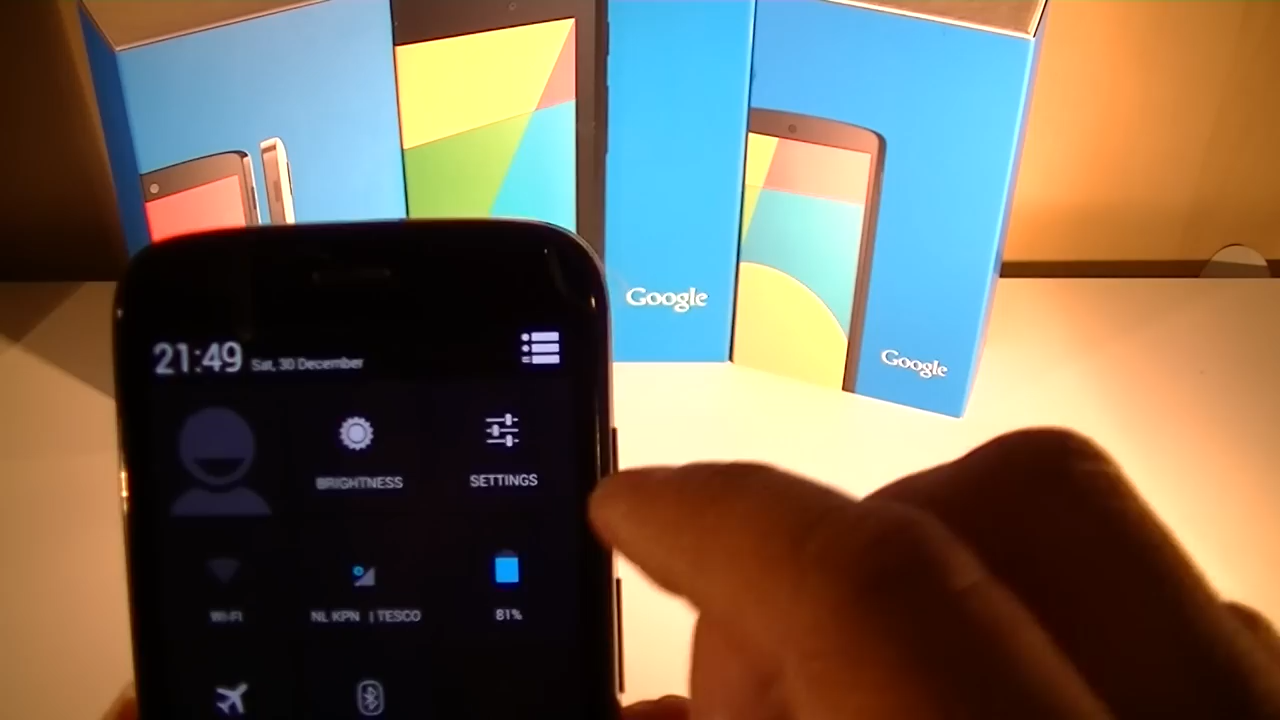 Google
Google
21:49 Sat, 30 December
BRIGHTNESS
SETTINGS
WI-FI
NL KPN | TESCO
81%